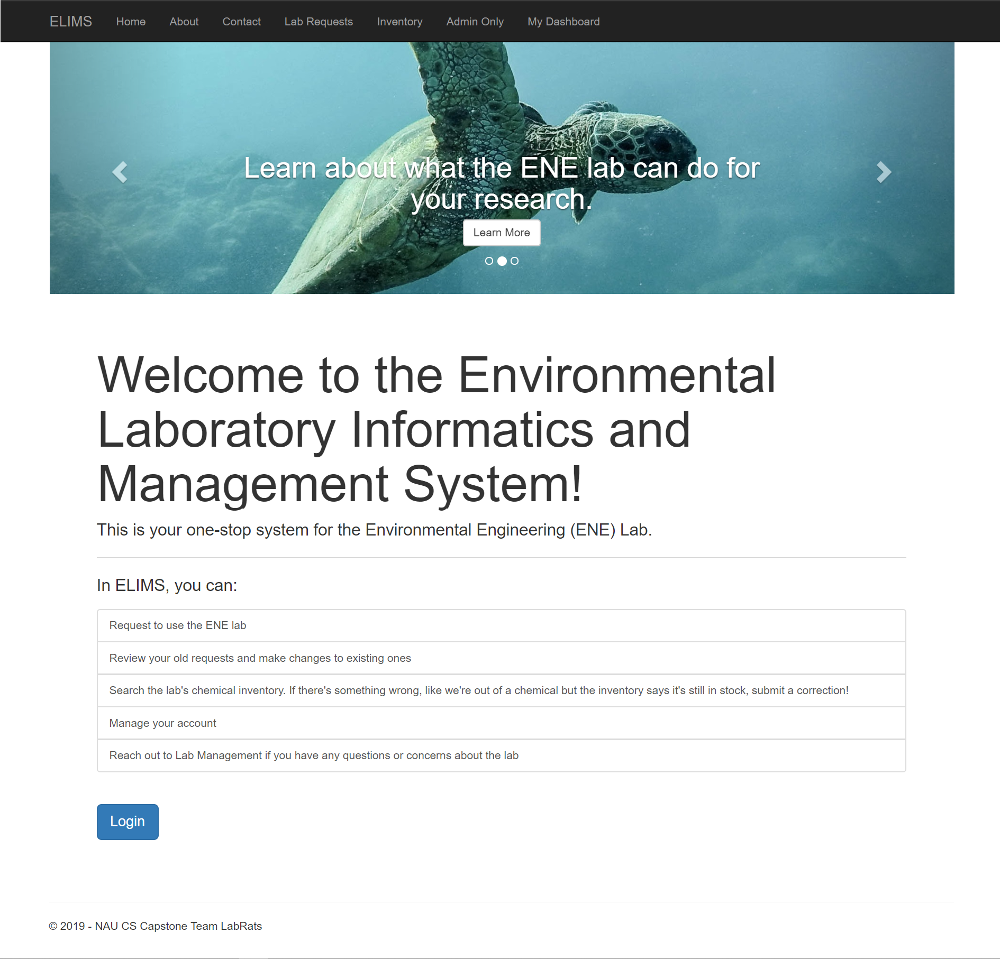 ELIMS Home About Contact Lab Requests Inventory Admin Only My Dashboard
Learn about what the ENE lab can do for
your research.
Learn More
Welcome to the Environmental
Laboratory Informatics and
Management System!
This is your one-stop system for the Environmental Engineering (ENE) Lab.
In ELIMS, you can:
Request to use the ENE lab
Review your old requests and make changes to existing ones
Search the lab's chemical inventory. If there's something wrong, like we're out of a chemical but the inventory says it's still in stock, submit a correction!
Manage your account
Reach out to Lab Management if you have any questions or concerns about the lab
Login
© 2019 - NAU CS Capstone Team LabRats